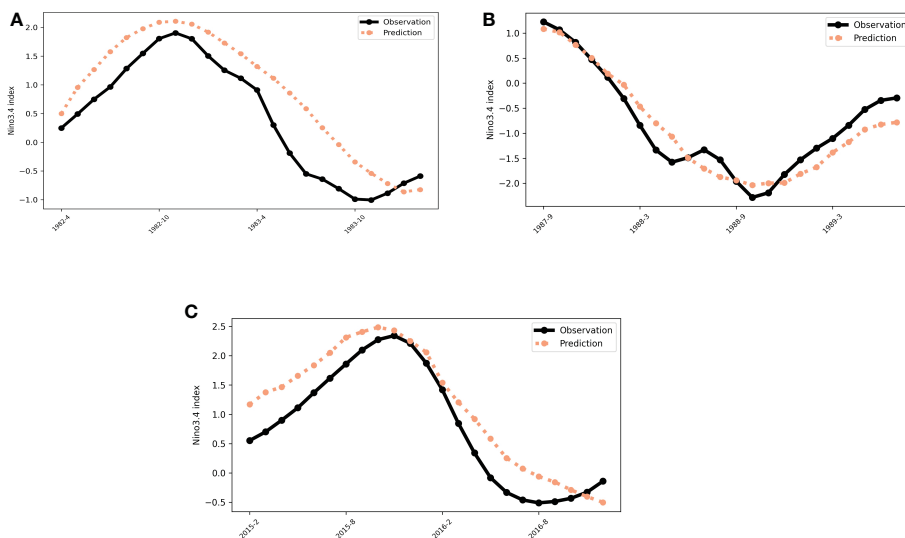 A
Observation
Prediction
Nino3.4 index
2.0
1.5
1.0
0.5
0.0
−0.5
−1.0
1982-4
1982-10
1983-4
1983-10
B
Observation
Prediction
Nino3.4 index
1.0
0.5
0.0
−0.5
−1.0
−1.5
−2.0
1987-9
1988-3
1988-9
1989-3
C
Observation
Prediction
Nino3.4 index
2.5
2.0
1.5
1.0
0.5
0.0
−0.5
2015-2
2015-8
2016-2
2016-8